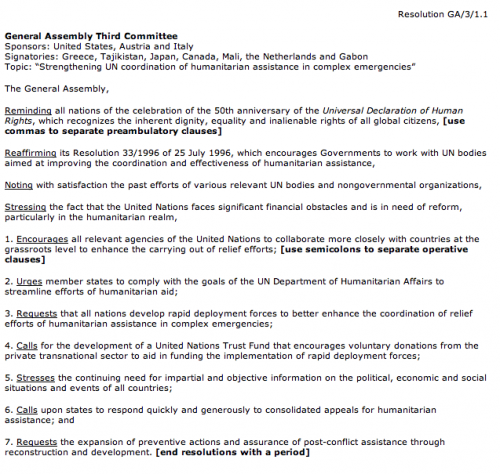 Resolution GA/3/1.1
General Assembly Third Committee
Sponsors: United States, Austria and Italy
Signatories: Greece, Tajikistan, Japan, Canada, Mali, the Netherlands and Gabon
Topic: "Strengthening UN coordination of humanitarian assistance in complex emergencies"
The General Assembly,
Reminding all nations of the celebration of the 50th anniversary of the Universal Declaration of Human
Rights, which recognizes the inherent dignity, equality and inalienable rights of all global citizens, [use
commas to separate preambulatory clauses]
Reaffirming its Resolution 33/1996 of 25 July 1996, which encourages Governments to work with UN bodies
aimed at improving the coordination and effectiveness of humanitarian assistance,
Noting with satisfaction the past efforts of various relevant UN bodies and nongovernmental organizations,
Stressing the fact that the United Nations faces significant financial obstacles and is in need of reform,
particularly in the humanitarian realm,
1. Encourages all relevant agencies of the United Nations to collaborate more closely with countries at the
grassroots level to enhance the carrying out of relief efforts; [use semicolons to separate operative
clauses]
2. Urges member states to comply with the goals of the UN Department of Humanitarian Affairs to
streamline efforts of humanitarian aid;
3. Requests that all nations develop rapid deployment forces to better enhance the coordination of relief
efforts of humanitarian assistance in complex emergencies;
4. Calls for the development of a United Nations Trust Fund that encourages voluntary donations from the
private transnational sector to aid in funding the implementation of rapid deployment forces;
5. Stresses the continuing need for impartial and objective information on the political, economic and social
situations and events of all countries;
6. Calls upon states to respond quickly and generously to consolidated appeals for humanitarian
assistance; and
7. Requests the expansion of preventive actions and assurance of post-conflict assistance through
reconstruction and development. [end resolutions with a period]